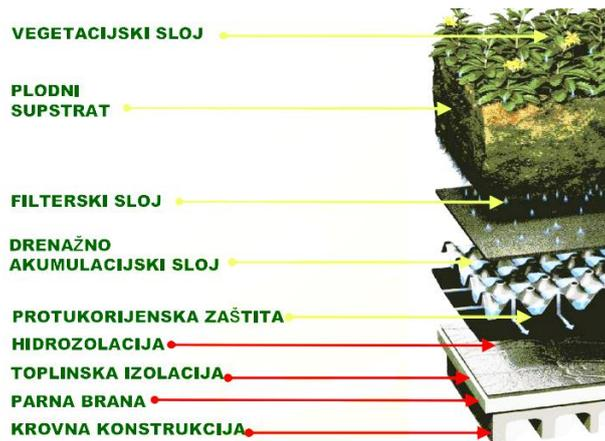 VEGETACIJSKI SLOJ
PLODNI
SUPSTRAT
FILTERSKI SLOJ
DRENAŽNO
AKUMULACIJSKI SLOJ
PROTUKORIJENSKA ZAŠTITA
HIDROZOLACIJA
TOPLINSKA IZOLACIJA
PARNA BRANA
KROVNA KONSTRUKCIJA